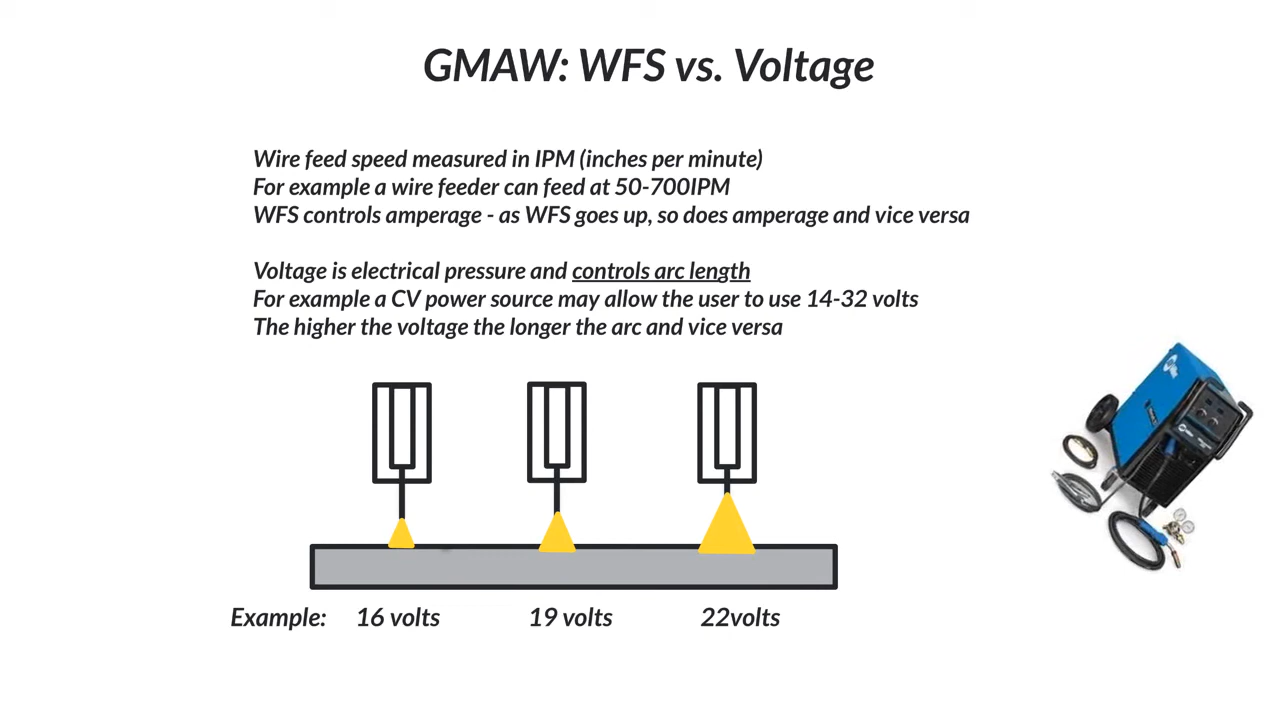 GMAW: WFS vs. Voltage
Wire feed speed measured in IPM (inches per minute)
For example a wire feeder can feed at 50-700IPM
WFS controls amperage - as WFS goes up, so does amperage and vice versa
Voltage is electrical pressure and controls arc length
For example a CV power source may allow the user to use 14-32 volts
The higher the voltage the longer the arc and vice versa
Example: 16 volts 19 volts 22volts